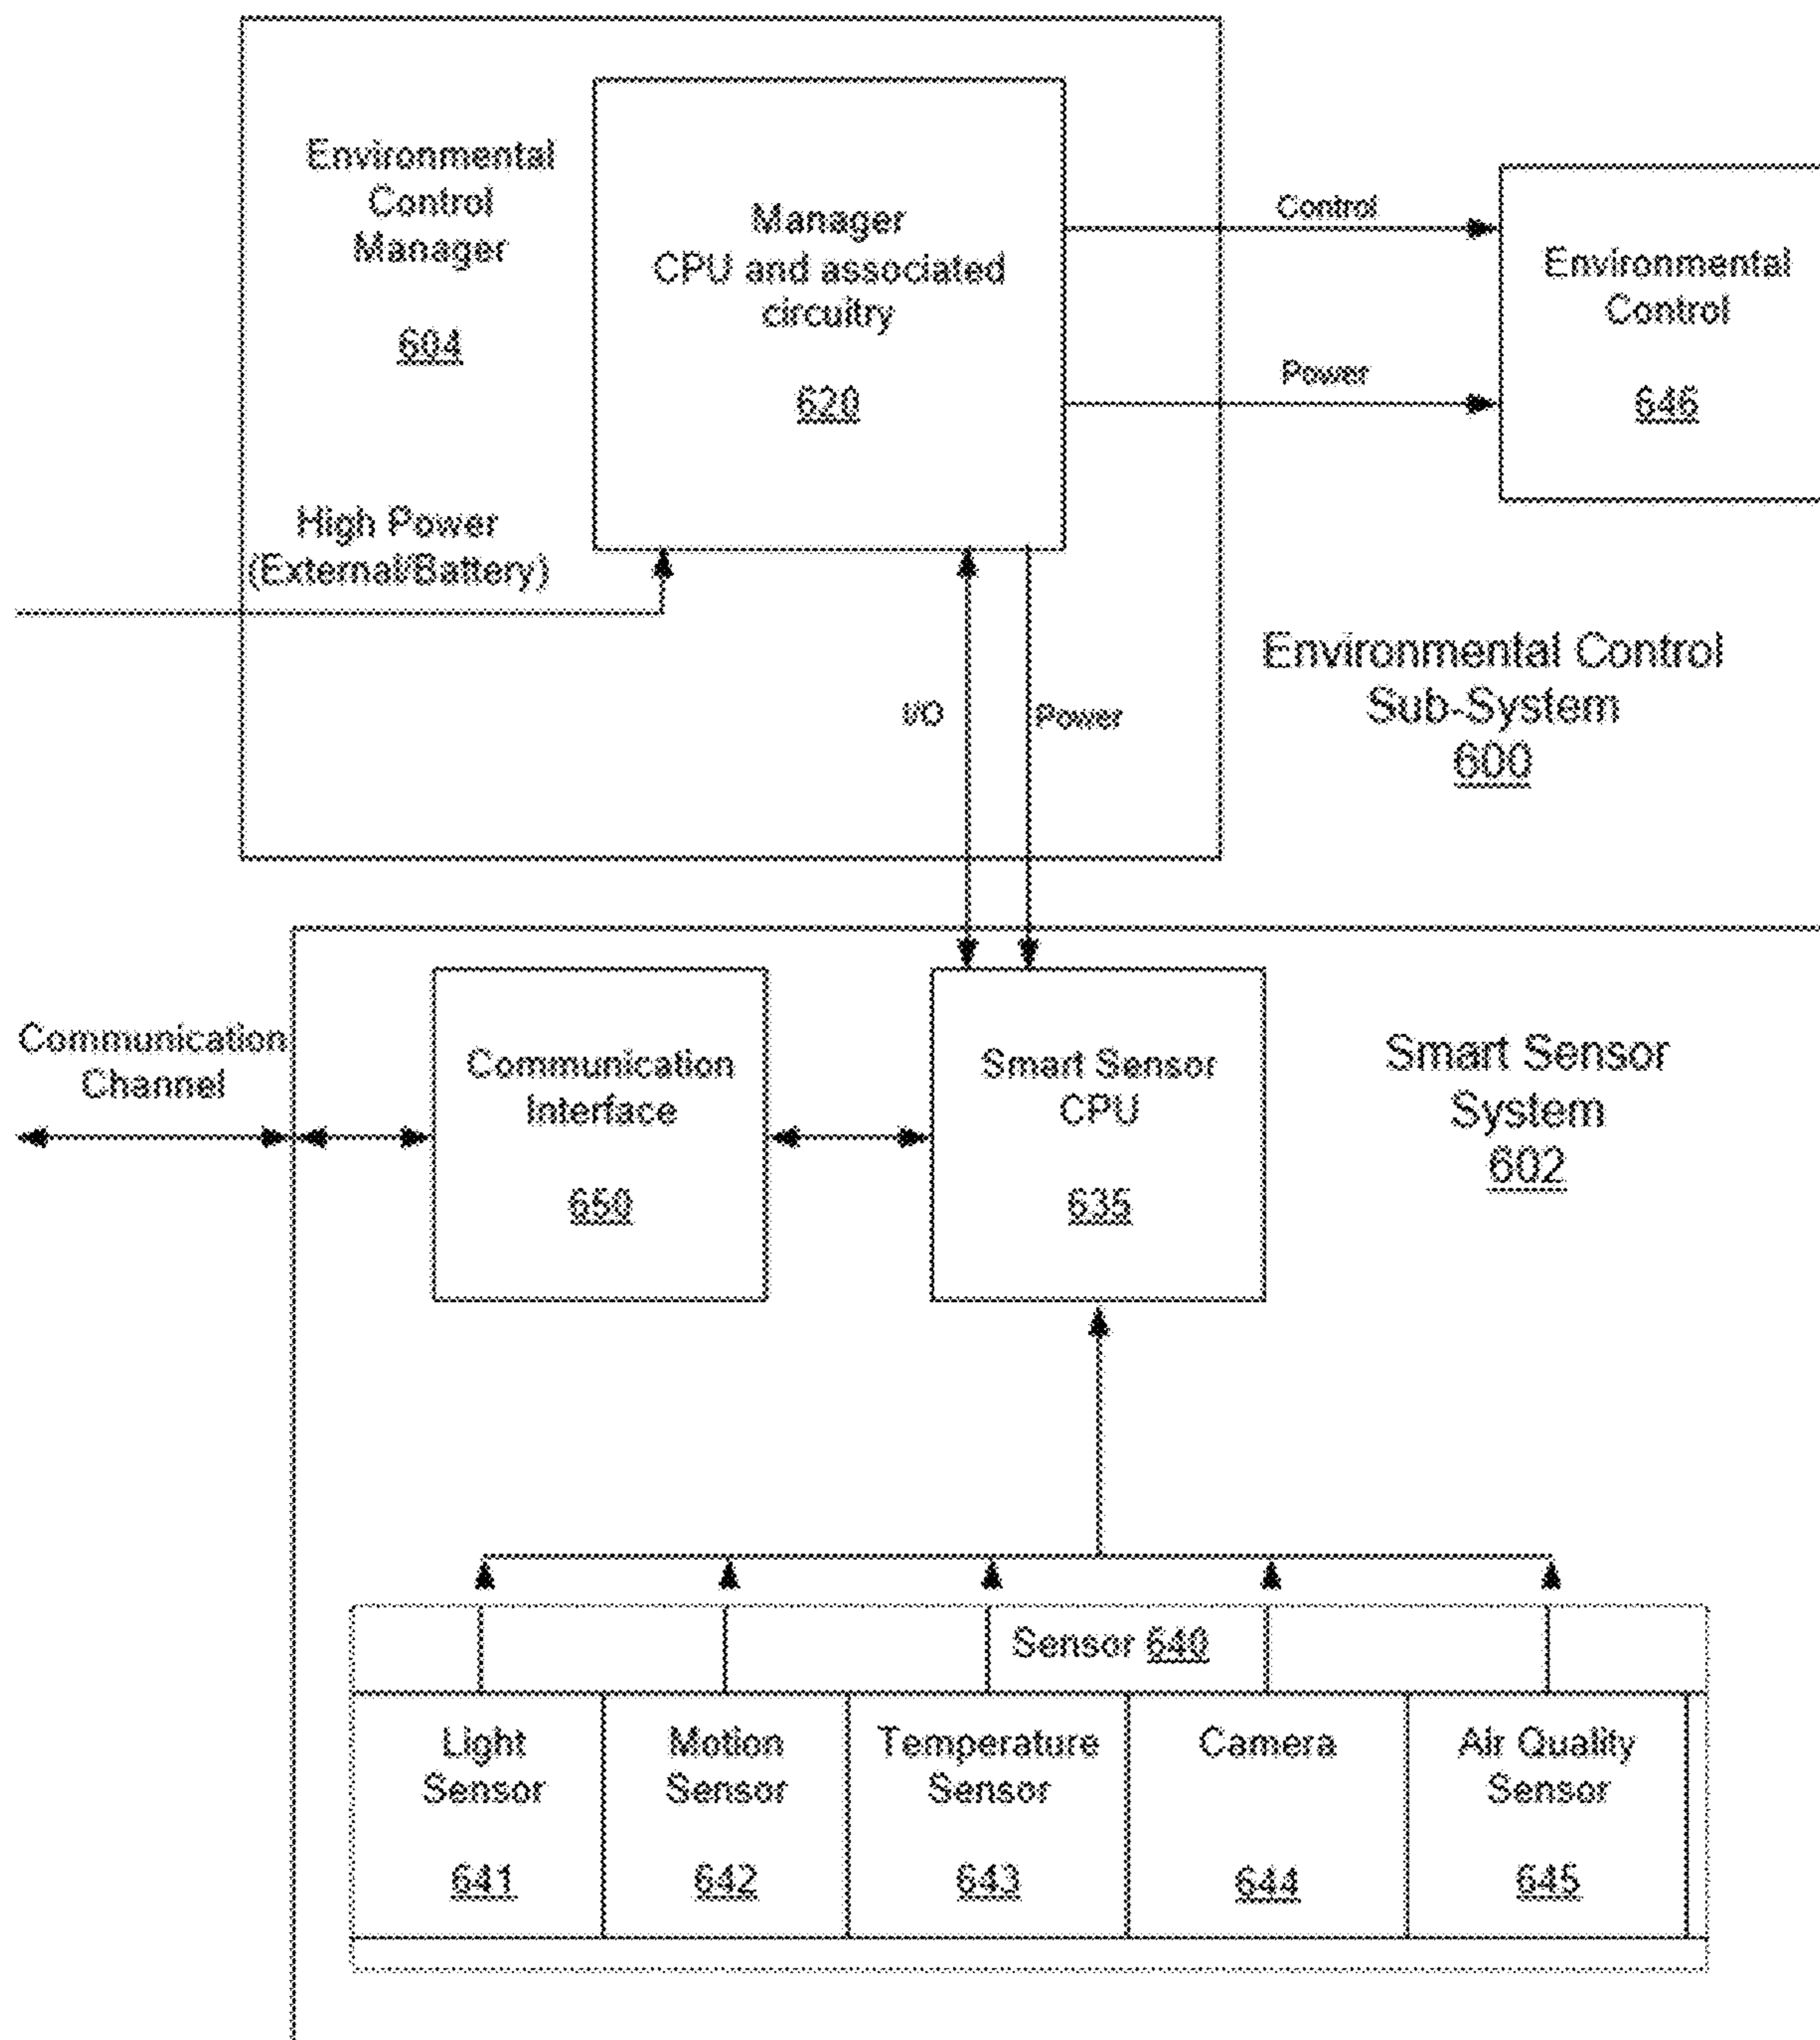 Environmental
Control
Manager
604
Manager
CPU and associated
circuitry
620
Control
Power
Environmental
Control
646
High Power
(External/Battery)
I/O
Power
Environmental Control
Sub-System
600
Communication
Channel
Communication
Interface
650
Smart Sensor
CPU
635
Smart Sensor
System
602
Sensor 640
Light
Sensor
641
Motion
Sensor
642
Temperature
Sensor
643
Camera
644
Air Quality
Sensor
645